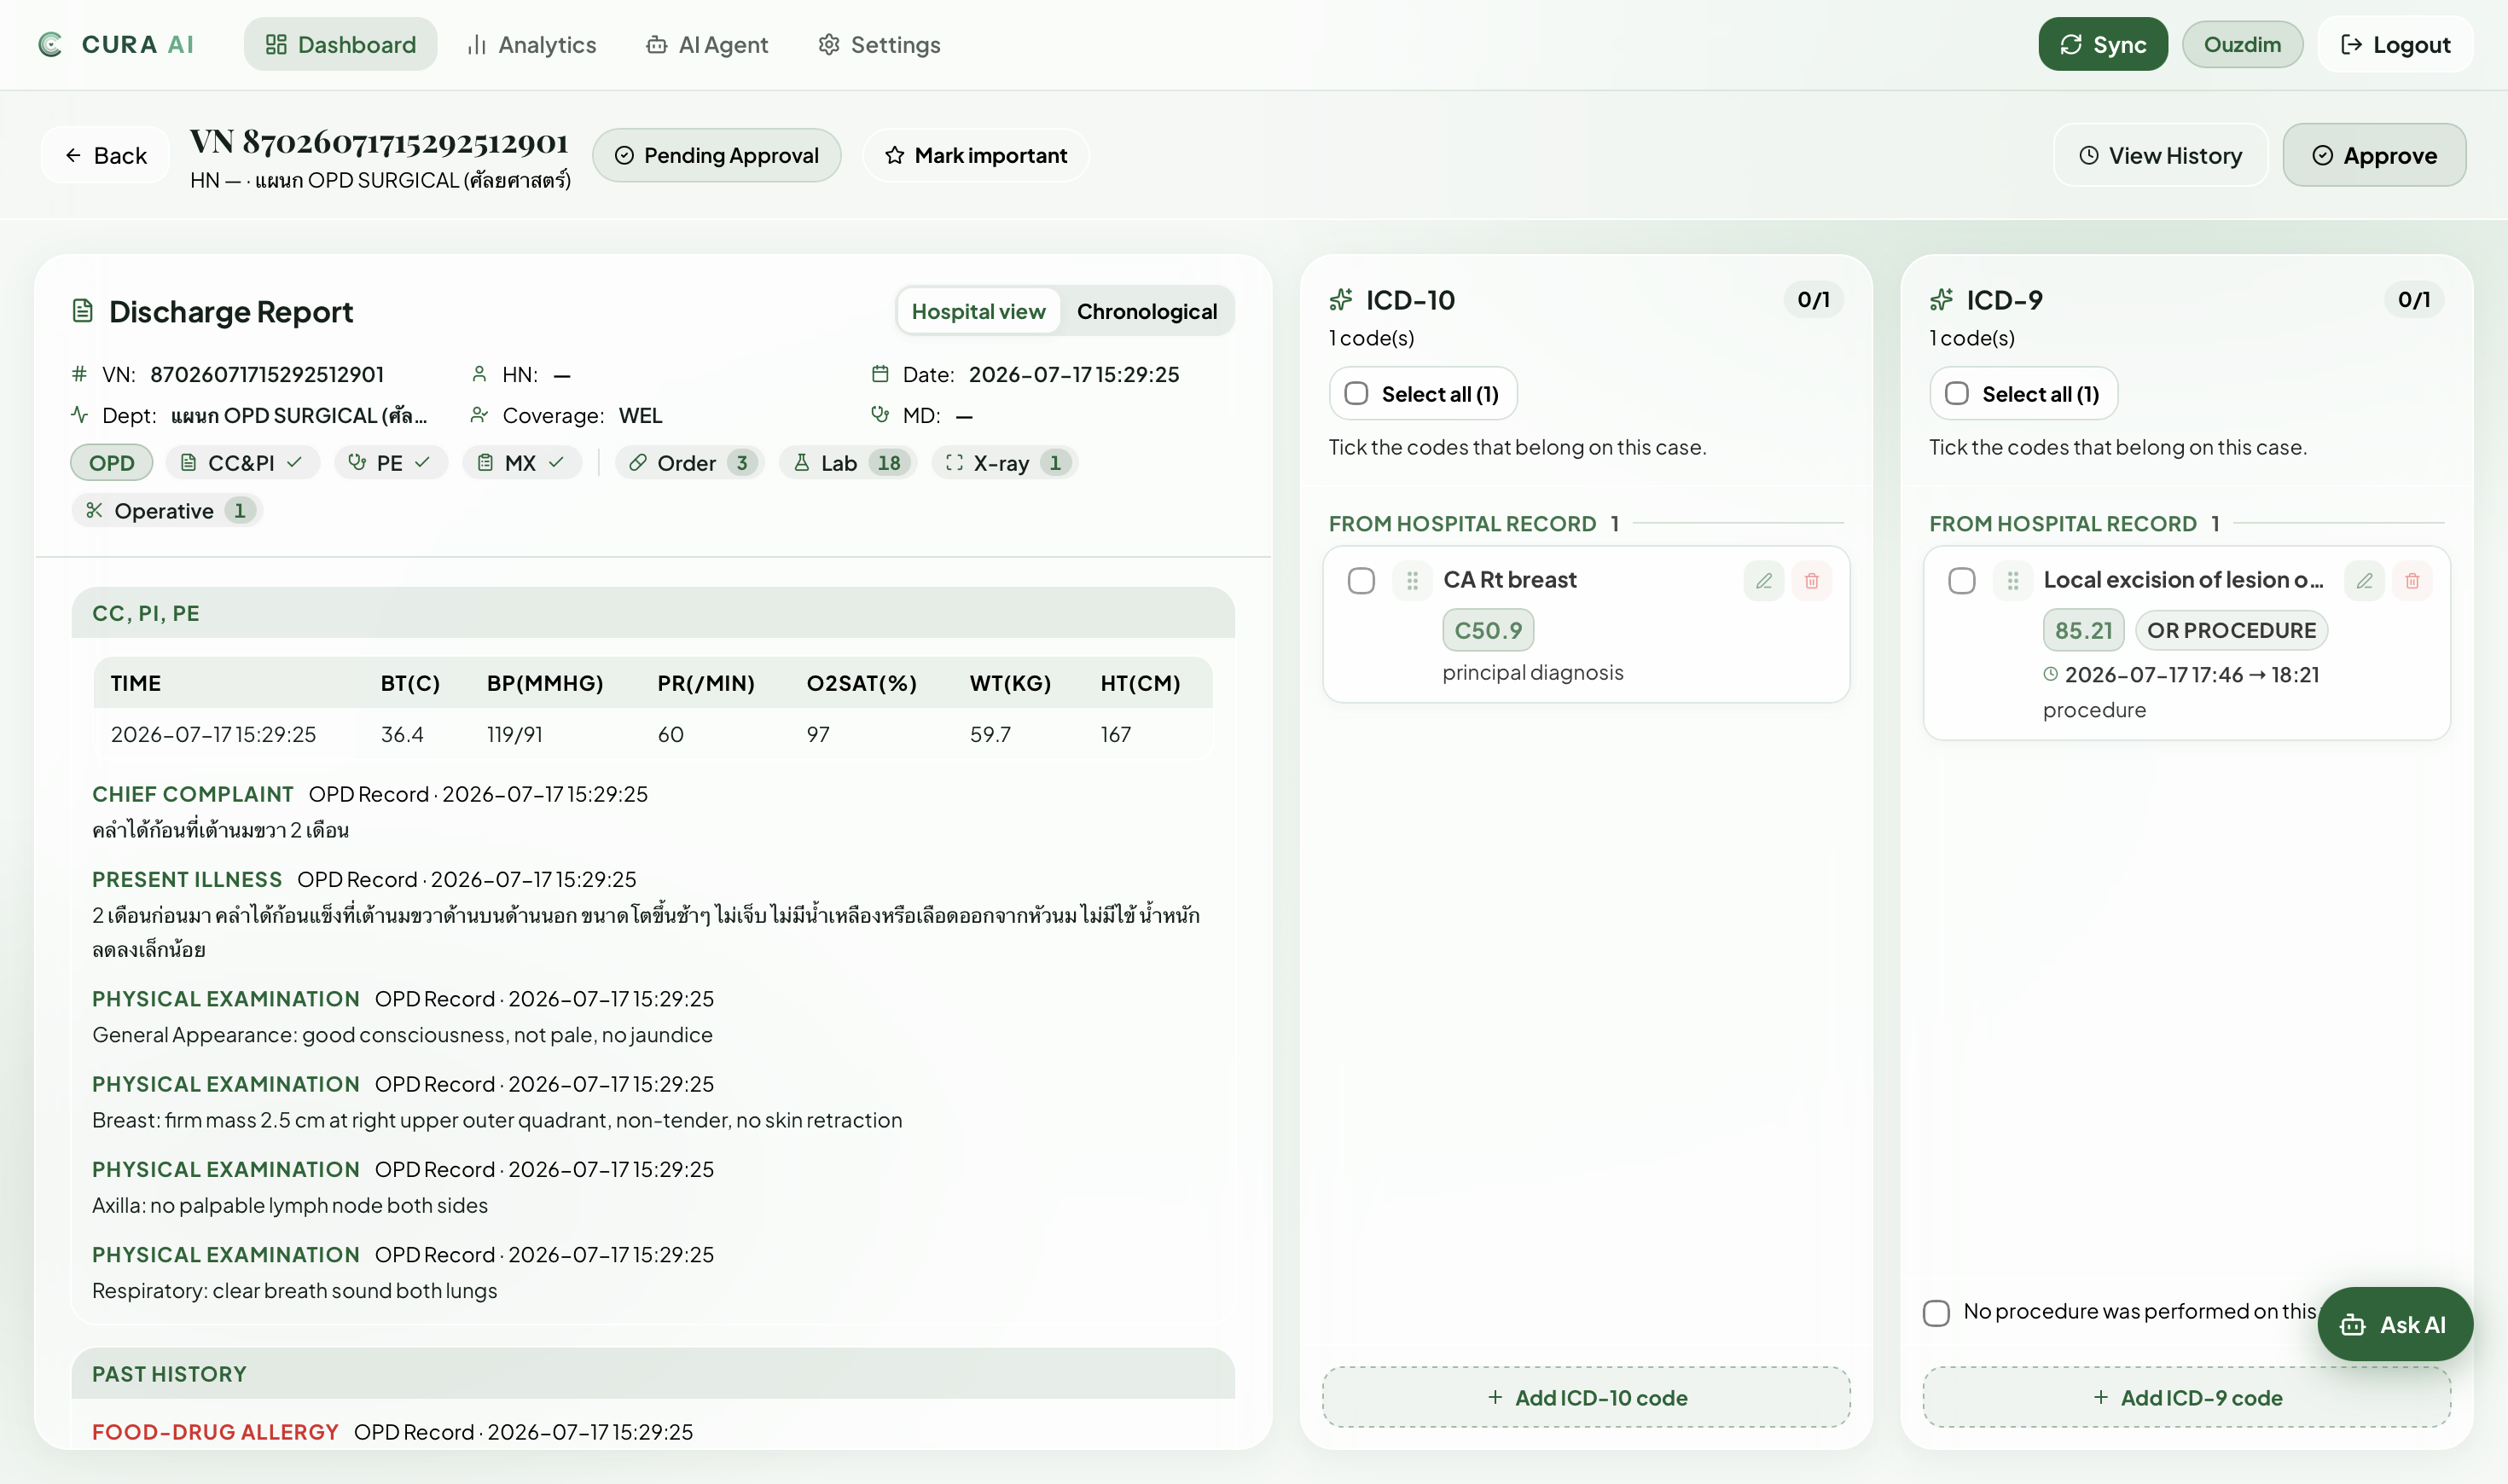 CURA AI
Dashboard
Analytics
AI Agent
Settings
Sync
Ouzdim
Logout
Back
VN 87026071715292512901
HN — · แผนก OPD SURGICAL (ศัลยศาสตร์)
Pending Approval
Mark important
View History
Approve
Discharge Report
Hospital view
Chronological
VN: 87026071715292512901
HN: —
Date: 2026-07-17 15:29:25
Dept: แผนก OPD SURGICAL (ศัล...
Coverage: WEL
MD: —
OPD
CC&PI
PE
MX
Order 3
Lab 18
X-ray 1
Operative 1
CC, PI, PE
TIME BT(C) BP(MMHG) PR(/MIN) O2SAT(%) WT(KG) HT(CM)
2026-07-17 15:29:25 36.4 119/91 60 97 59.7 167
CHIEF COMPLAINT OPD Record · 2026-07-17 15:29:25
คลำได้ก้อนที่เต้านมขวา 2 เดือน
PRESENT ILLNESS OPD Record · 2026-07-17 15:29:25
2 เดือนก่อนมา คลำได้ก้อนแข็งที่เต้านมขวาด้านบนด้านนอก ขนาดโตขึ้นช้าๆ ไม่เจ็บ ไม่มีน้ำเหลืองหรือเลือดออกจากหัวนม ไม่มีไข้ น้ำหนัก
ลดลงเล็กน้อย
PHYSICAL EXAMINATION OPD Record · 2026-07-17 15:29:25
General Appearance: good consciousness, not pale, no jaundice
PHYSICAL EXAMINATION OPD Record · 2026-07-17 15:29:25
Breast: firm mass 2.5 cm at right upper outer quadrant, non-tender, no skin retraction
PHYSICAL EXAMINATION OPD Record · 2026-07-17 15:29:25
Axilla: no palpable lymph node both sides
PHYSICAL EXAMINATION OPD Record · 2026-07-17 15:29:25
Respiratory: clear breath sound both lungs
PAST HISTORY
FOOD-DRUG ALLERGY OPD Record · 2026-07-17 15:29:25
ICD-10
0/1
1 code(s)
Select all (1)
Tick the codes that belong on this case.
FROM HOSPITAL RECORD 1
CA Rt breast
C50.9
principal diagnosis
+ Add ICD-10 code
ICD-9
0/1
1 code(s)
Select all (1)
Tick the codes that belong on this case.
FROM HOSPITAL RECORD 1
Local excision of lesion o...
85.21
OR PROCEDURE
2026-07-17 17:46 → 18:21
procedure
No procedure was performed on this
Ask AI
+ Add ICD-9 code